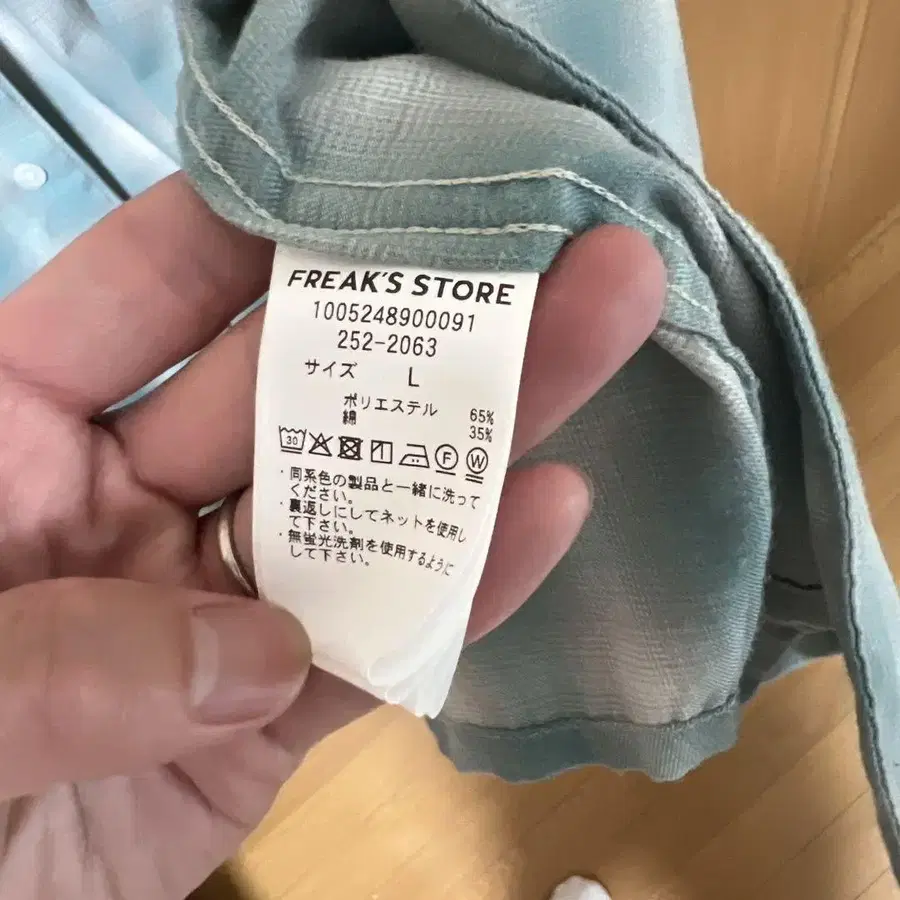 FREAK'S STORE
1005248900091
252-2063
サイズ L
ポリエステル 65%
綿 35%
30 F W
・同系色の製品と一緒に洗って
ください。
・裏返しにしてネットを使用し
て下さい。
・無蛍光洗剤を使用するように
して下さい。